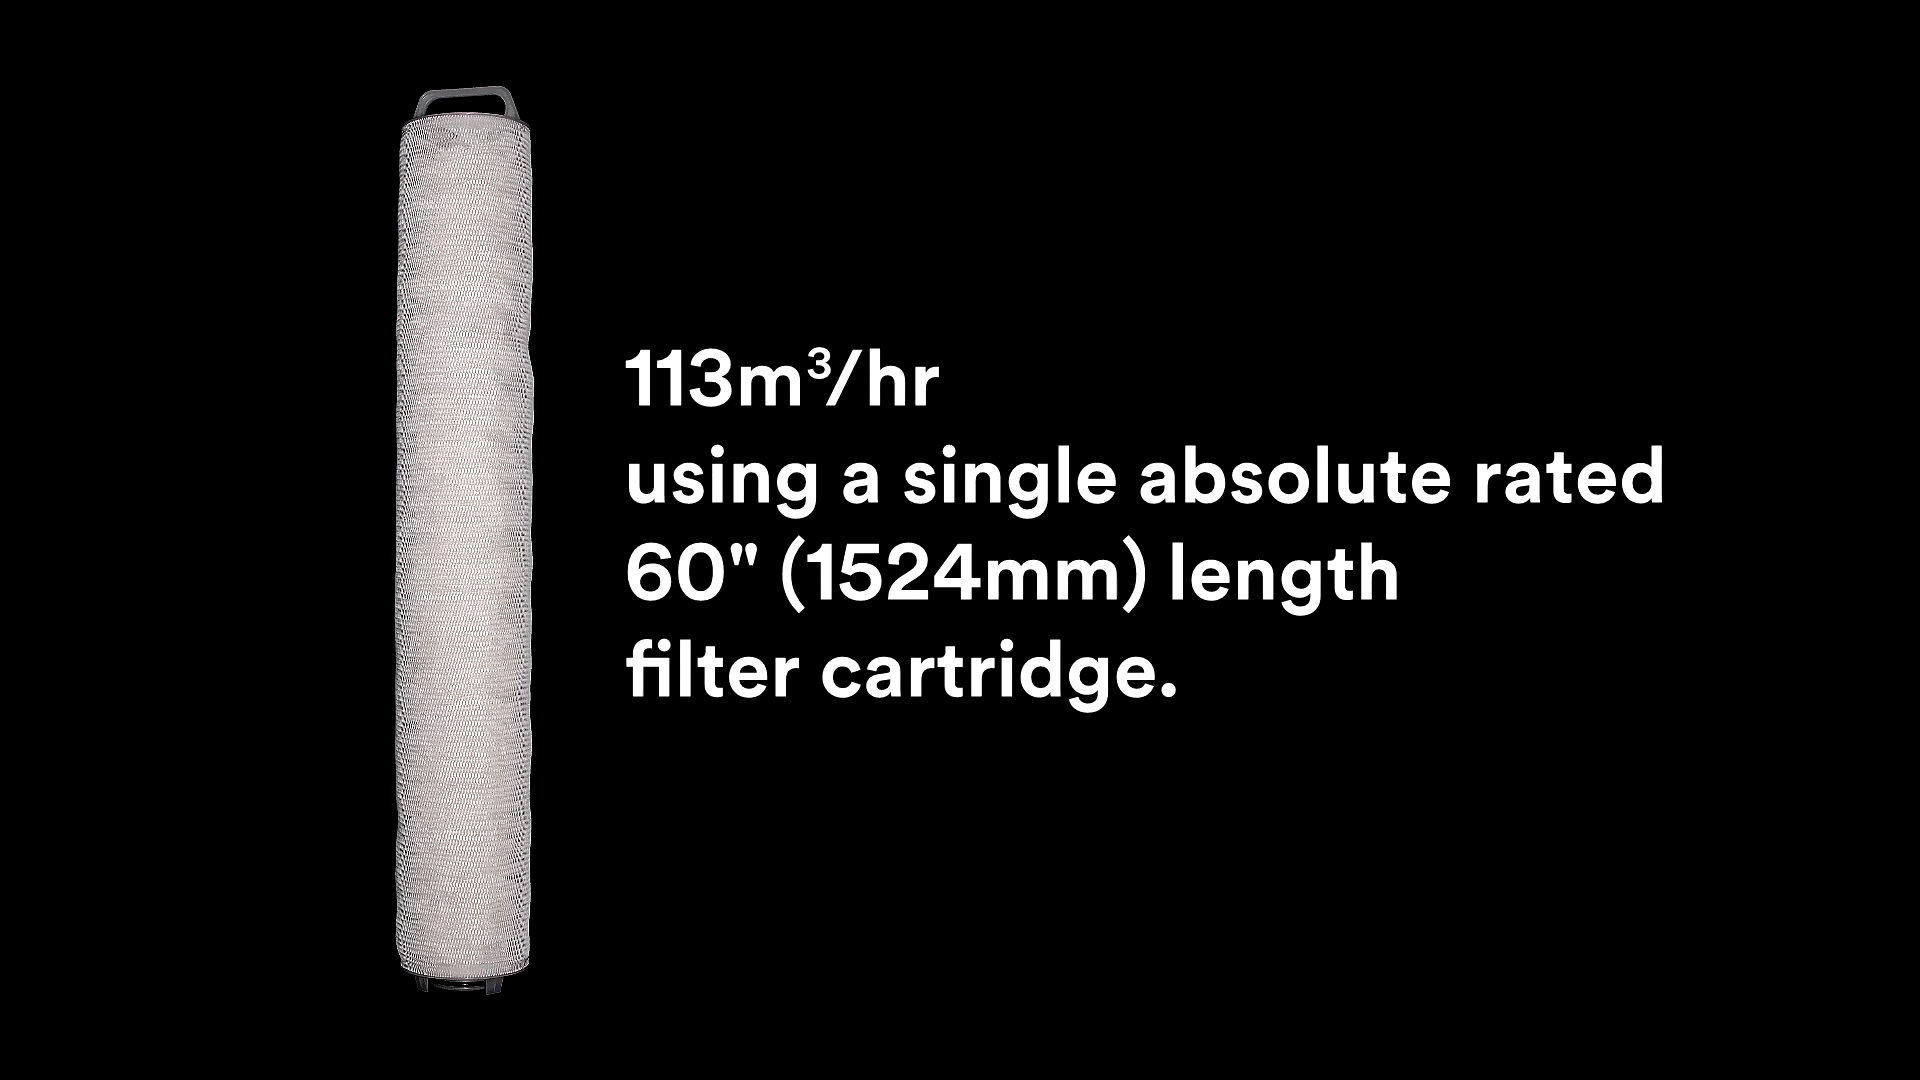 113m³/hr
using a single absolute rated
60" (1524mm) length
filter cartridge.